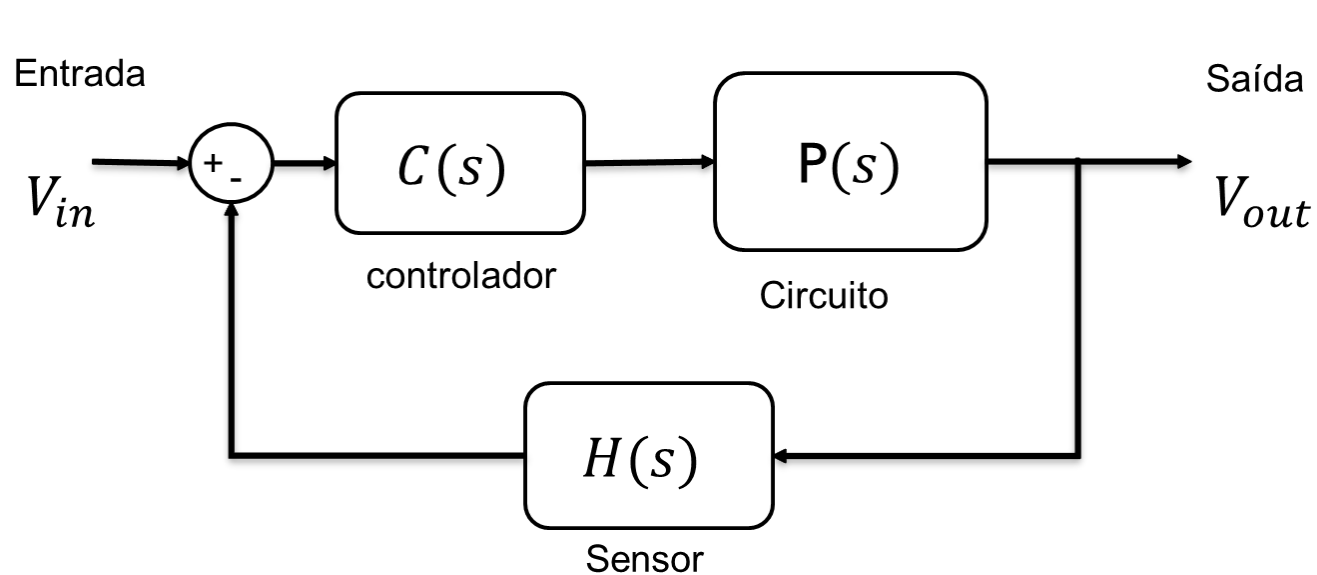 Entrada
Saída
+
-
C(s)
P(s)
V_in
V_out
controlador
Circuito
H(s)
Sensor